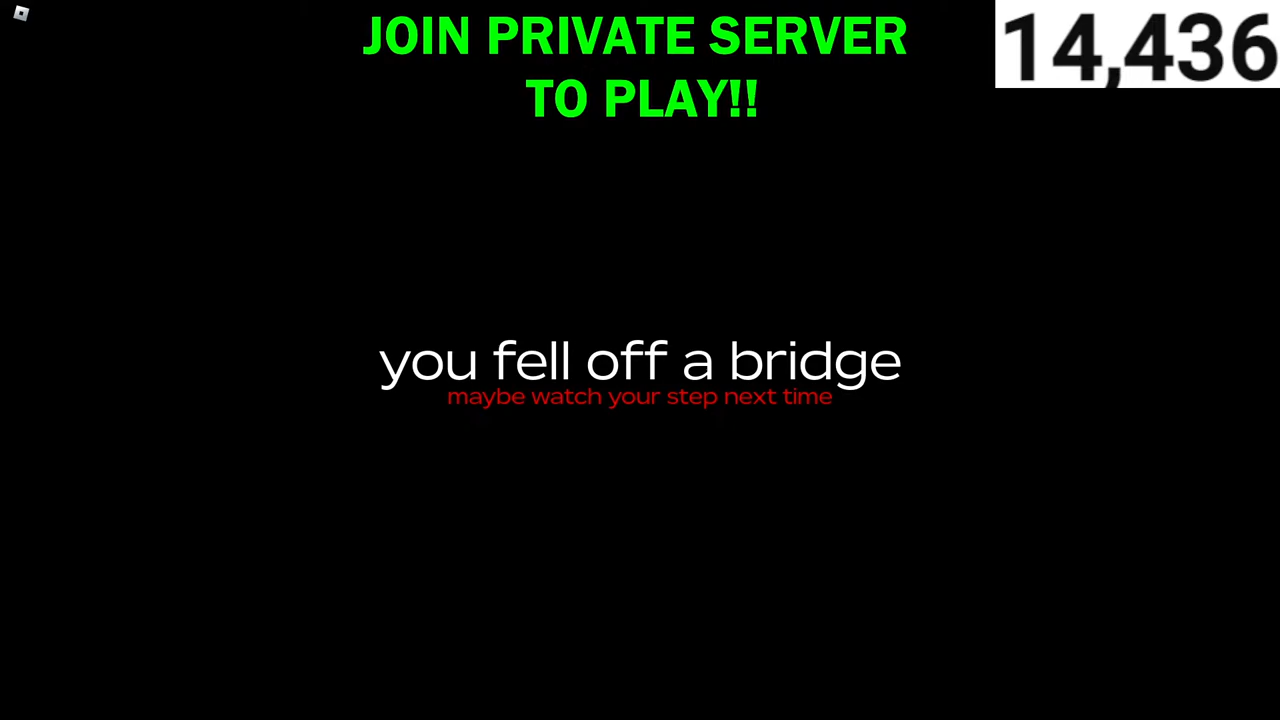 JOIN PRIVATE SERVER
TO PLAY!!
14,436
you fell off a bridge
maybe watch your step next time